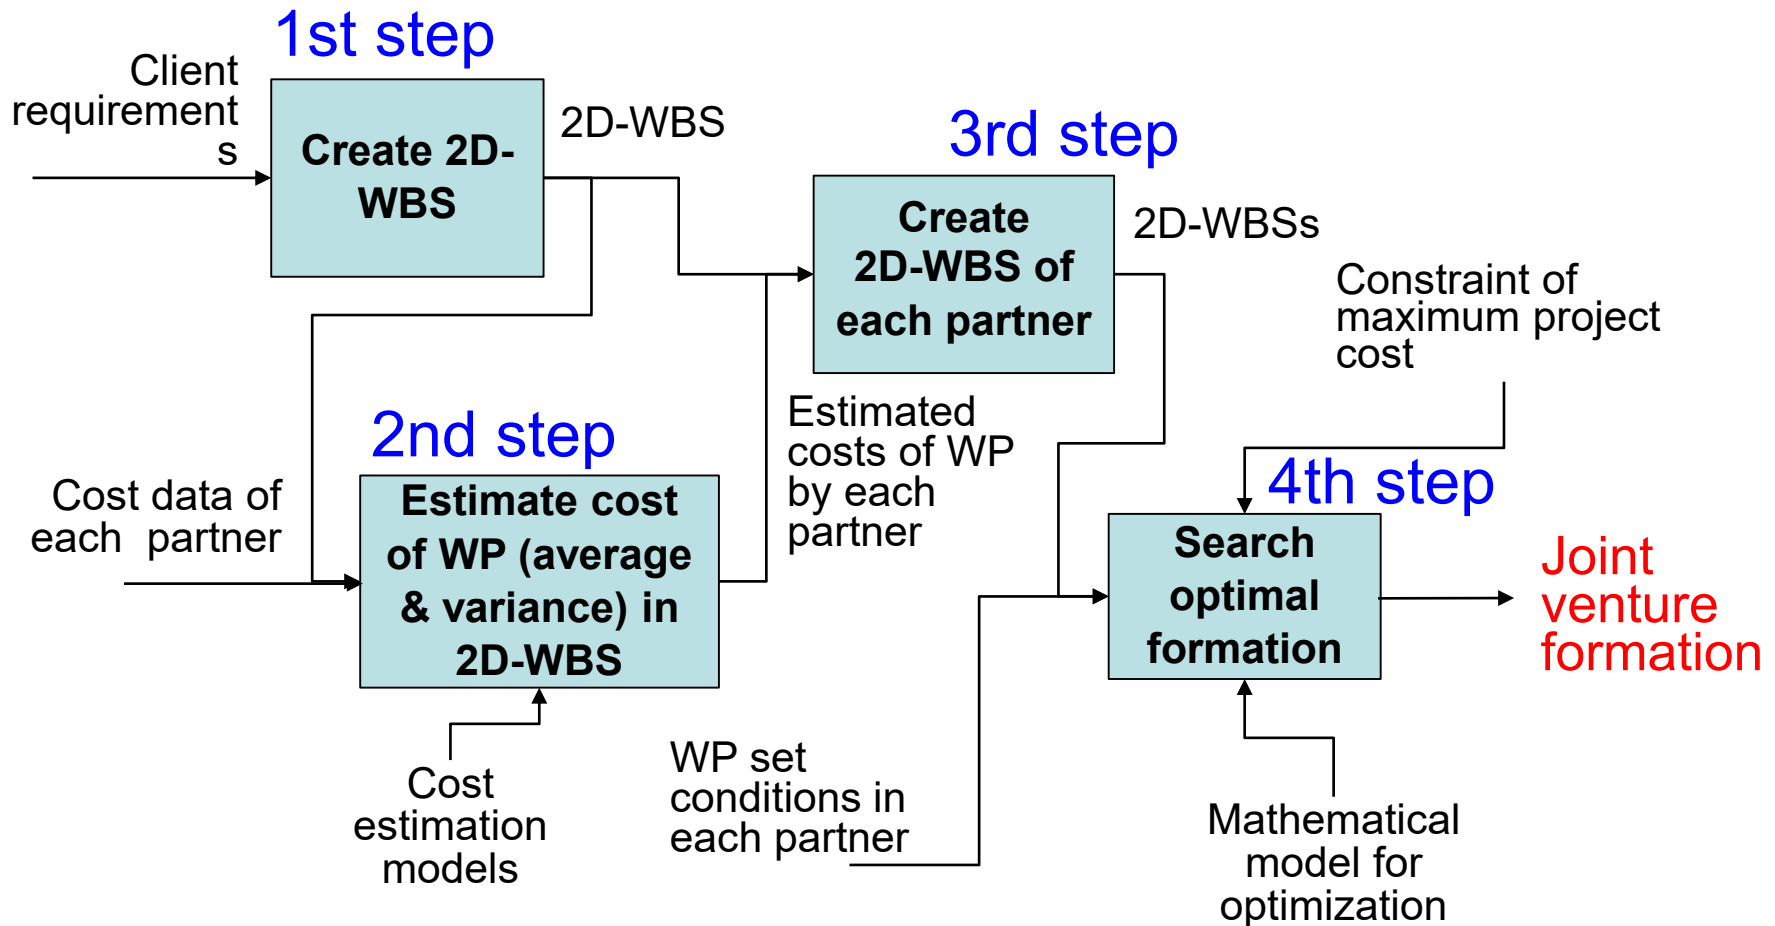 1st step
Client
requirement
s
Create 2D-
WBS
2D-WBS
3rd step
Create
2D-WBS of
each partner
2D-WBSs
Constraint of
maximum project
cost
2nd step
Cost data of
each  partner
Estimate cost
of WP (average
& variance) in
2D-WBS
Estimated
costs of WP
by each
partner
4th step
Search
optimal
formation
Joint
venture
formation
Cost
estimation
models
WP set
conditions in
each partner
Mathematical
model for
optimization